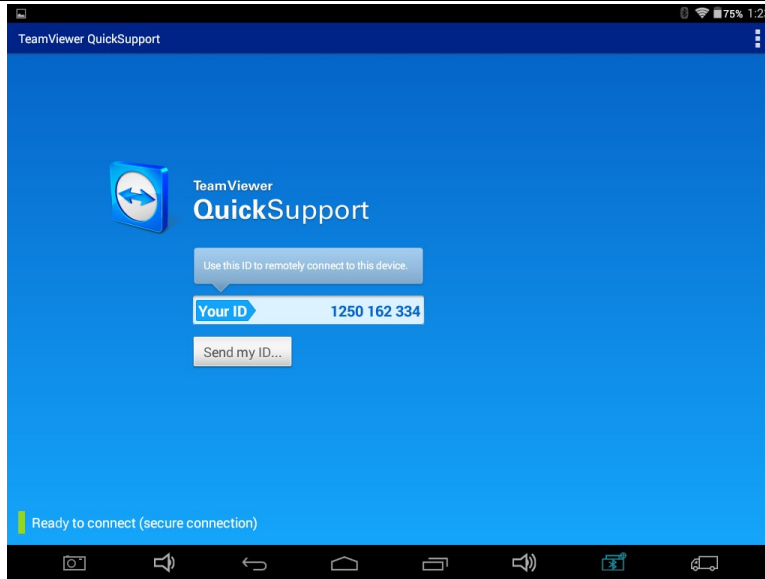 75% 1:2
TeamViewer QuickSupport
TeamViewer
QuickSupport
Use this ID to remotely connect to this device.
Your ID 1250 162 334
Send my ID...
Ready to connect (secure connection)